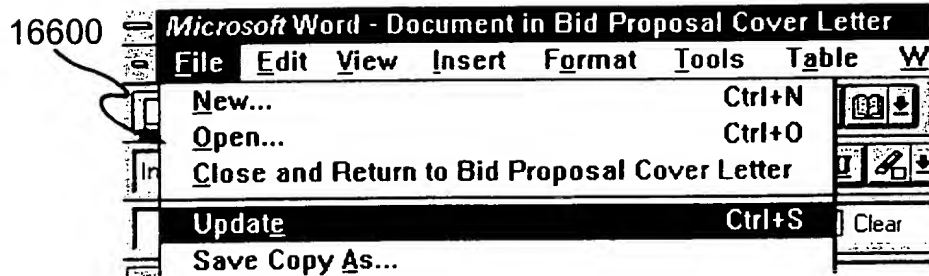 16600
Microsoft Word - Document in Bid Proposal Cover Letter
File Edit View Insert Format Tools Table W
New... Ctrl+N
Open... Ctrl+O
In
Close and Return to Bid Proposal Cover Letter
Update Ctrl+S Clear
Save Copy As...